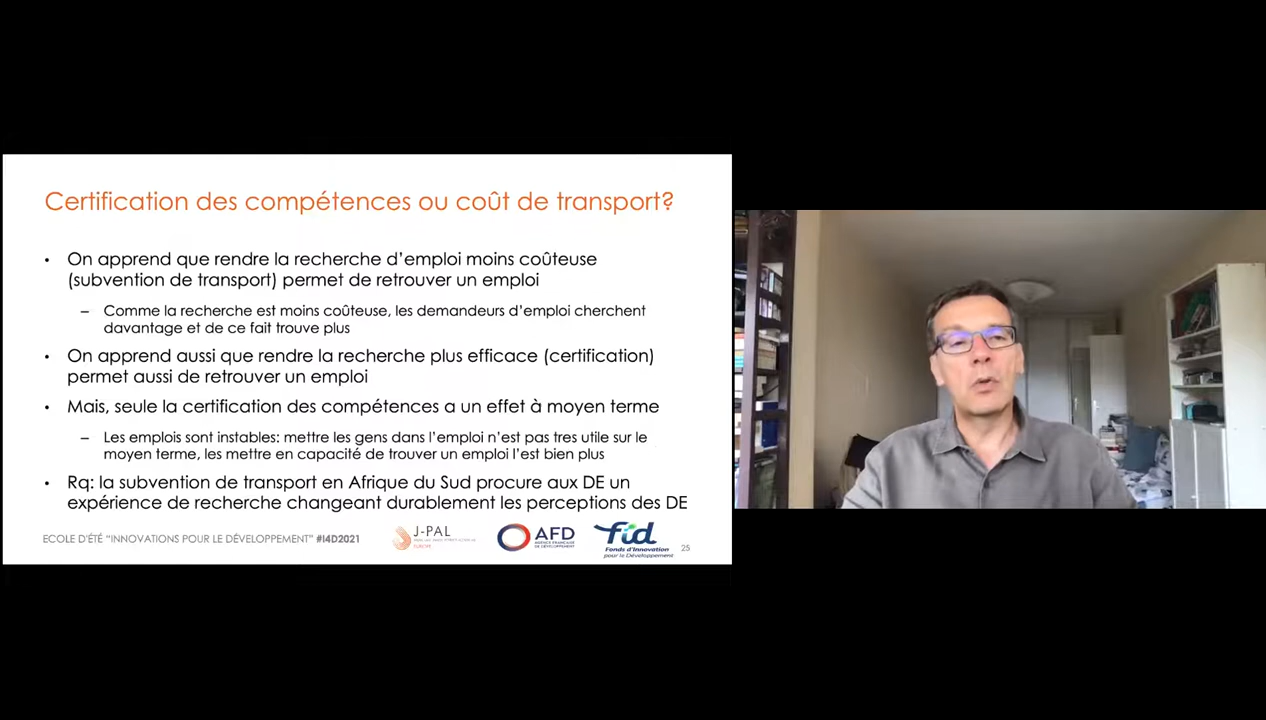 Certification des compétences ou coût de transport?
• On apprend que rendre la recherche d'emploi moins coûteuse
(subvention de transport) permet de retrouver un emploi
– Comme la recherche est moins coûteuse, les demandeurs d'emploi cherchent
davantage et de ce fait trouve plus
• On apprend aussi que rendre la recherche plus efficace (certification)
permet aussi de retrouver un emploi
• Mais, seule la certification des compétences a un effet à moyen terme
– Les emplois sont instables: mettre les gens dans l'emploi n'est pas tres utile sur le
moyen terme, les mettre en capacité de trouver un emploi l'est bien plus
• Rq: la subvention de transport en Afrique du Sud procure aux DE un
expérience de recherche changeant durablement les perceptions des DE
ECOLE D'ÉTÉ "INNOVATIONS POUR LE DÉVELOPPEMENT" #I4D2021
J-PAL
EUROPE
AFD
AGENCE FRANÇAISE
DE DÉVELOPPEMENT
fid
Fonds d'Innovation
pour le Développement
25